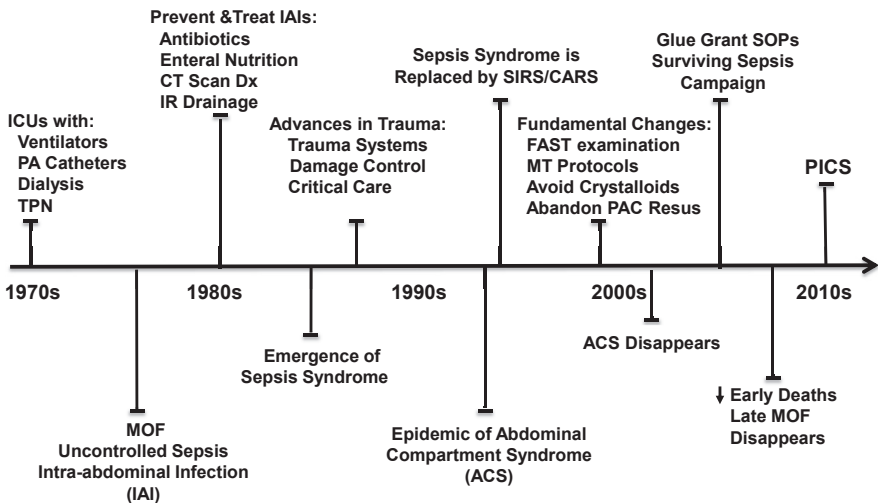 Prevent &Treat IAIs:
Antibiotics
Enteral Nutrition
CT Scan Dx
IR Drainage
Sepsis Syndrome is
Replaced by SIRS/CARS
Glue Grant SOPs
Surviving Sepsis
Campaign
ICUs with:
Ventilators
PA Catheters
Dialysis
TPN
Advances in Trauma:
Trauma Systems
Damage Control
Critical Care
Fundamental Changes:
FAST examination
MT Protocols
Avoid Crystalloids
Abandon PAC Resus
PICS
1970s
1980s
1990s
2000s
2010s
MOF
Uncontrolled Sepsis
Intra-abdominal Infection
(IAI)
Emergence of
Sepsis Syndrome
Epidemic of Abdominal
Compartment Syndrome
(ACS)
ACS Disappears
↓ Early Deaths
Late MOF
Disappears